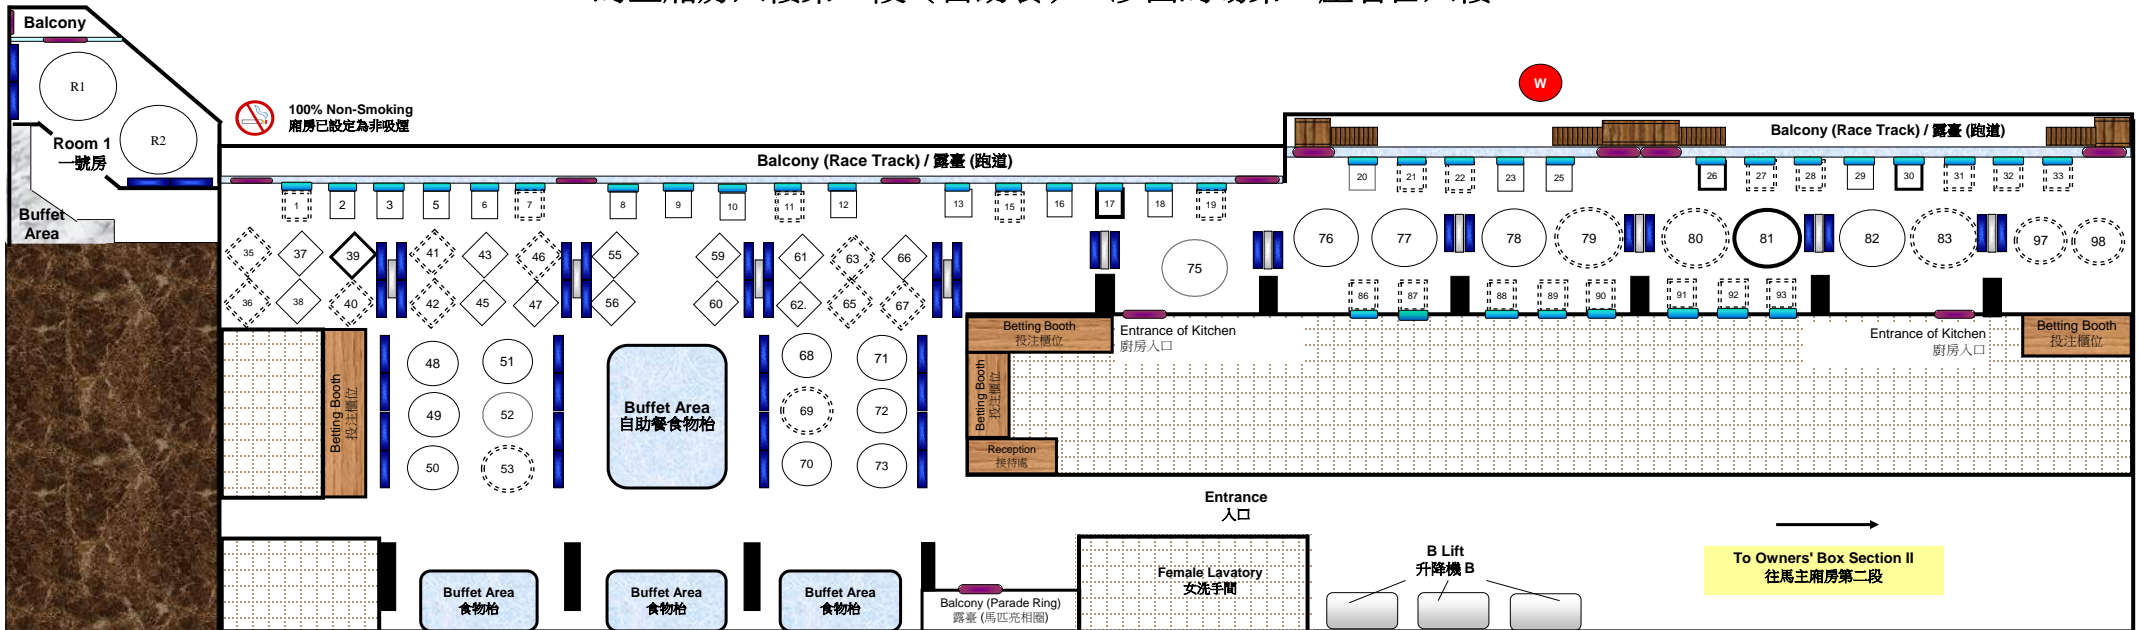 Balcony
R1
R2
Room 1
一號房
Buffet
Area
100% Non-Smoking
廂房已設定為非吸煙
W
Balcony (Race Track) / 露臺 (跑道)
Balcony (Race Track) / 露臺 (跑道)
1 2 3 5 6 7 8 9 10 11 12 13 15 16 17 18 19
20 21 22 23 25 26 27 28 29 30 31 32 33
35 37 39 41 43 46 55 59 61 63 66
36 38 40 42 45 47 56 60 62. 65 67
75 76 77 78 79 80 81 82 83 97 98
86 87 88 89 90 91 92 93
Betting Booth
投注櫃位
48 51
49 52
50 53
Buffet Area
自助餐食物枱
68 71
69 72
70 73
Betting Booth
投注櫃位
Betting Booth
投注櫃位
Reception
接待處
Entrance of Kitchen
廚房入口
Entrance of Kitchen
廚房入口
Betting Booth
投注櫃位
Entrance
入口
Buffet Area
食物枱
Buffet Area
食物枱
Buffet Area
食物枱
Balcony (Parade Ring)
露臺 (馬匹亮相圈)
Female Lavatory
女洗手間
B Lift
升降機 B
To Owners' Box Section II
往馬主廂房第二段